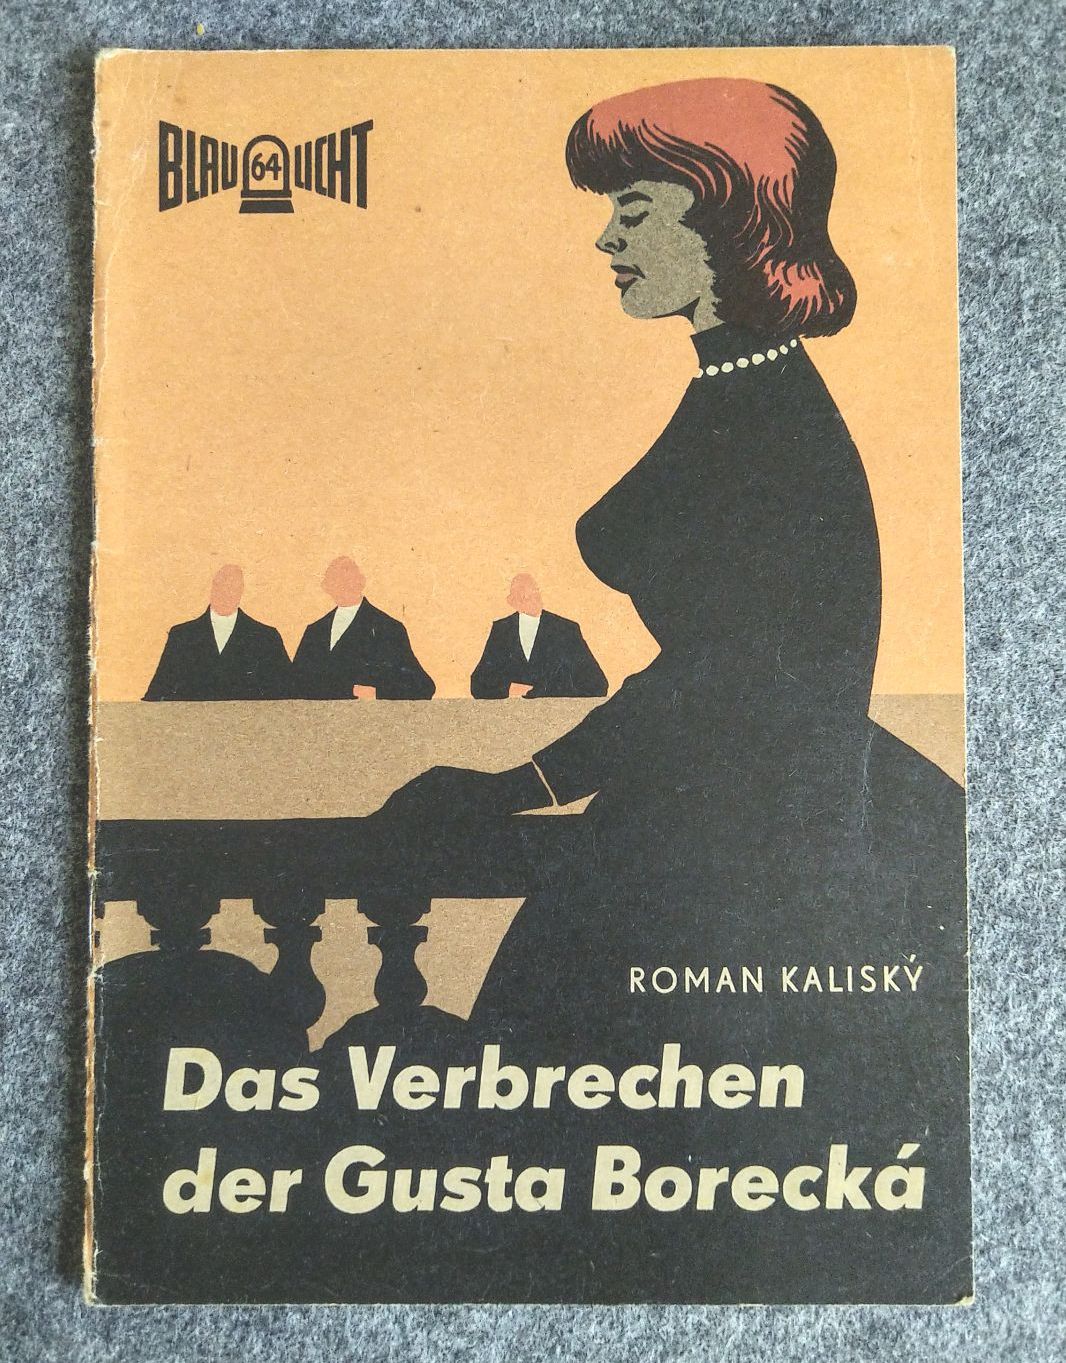 BLAULICHT
64
ROMAN KALISKÝ
Das Verbrechen
der Gusta Borecká